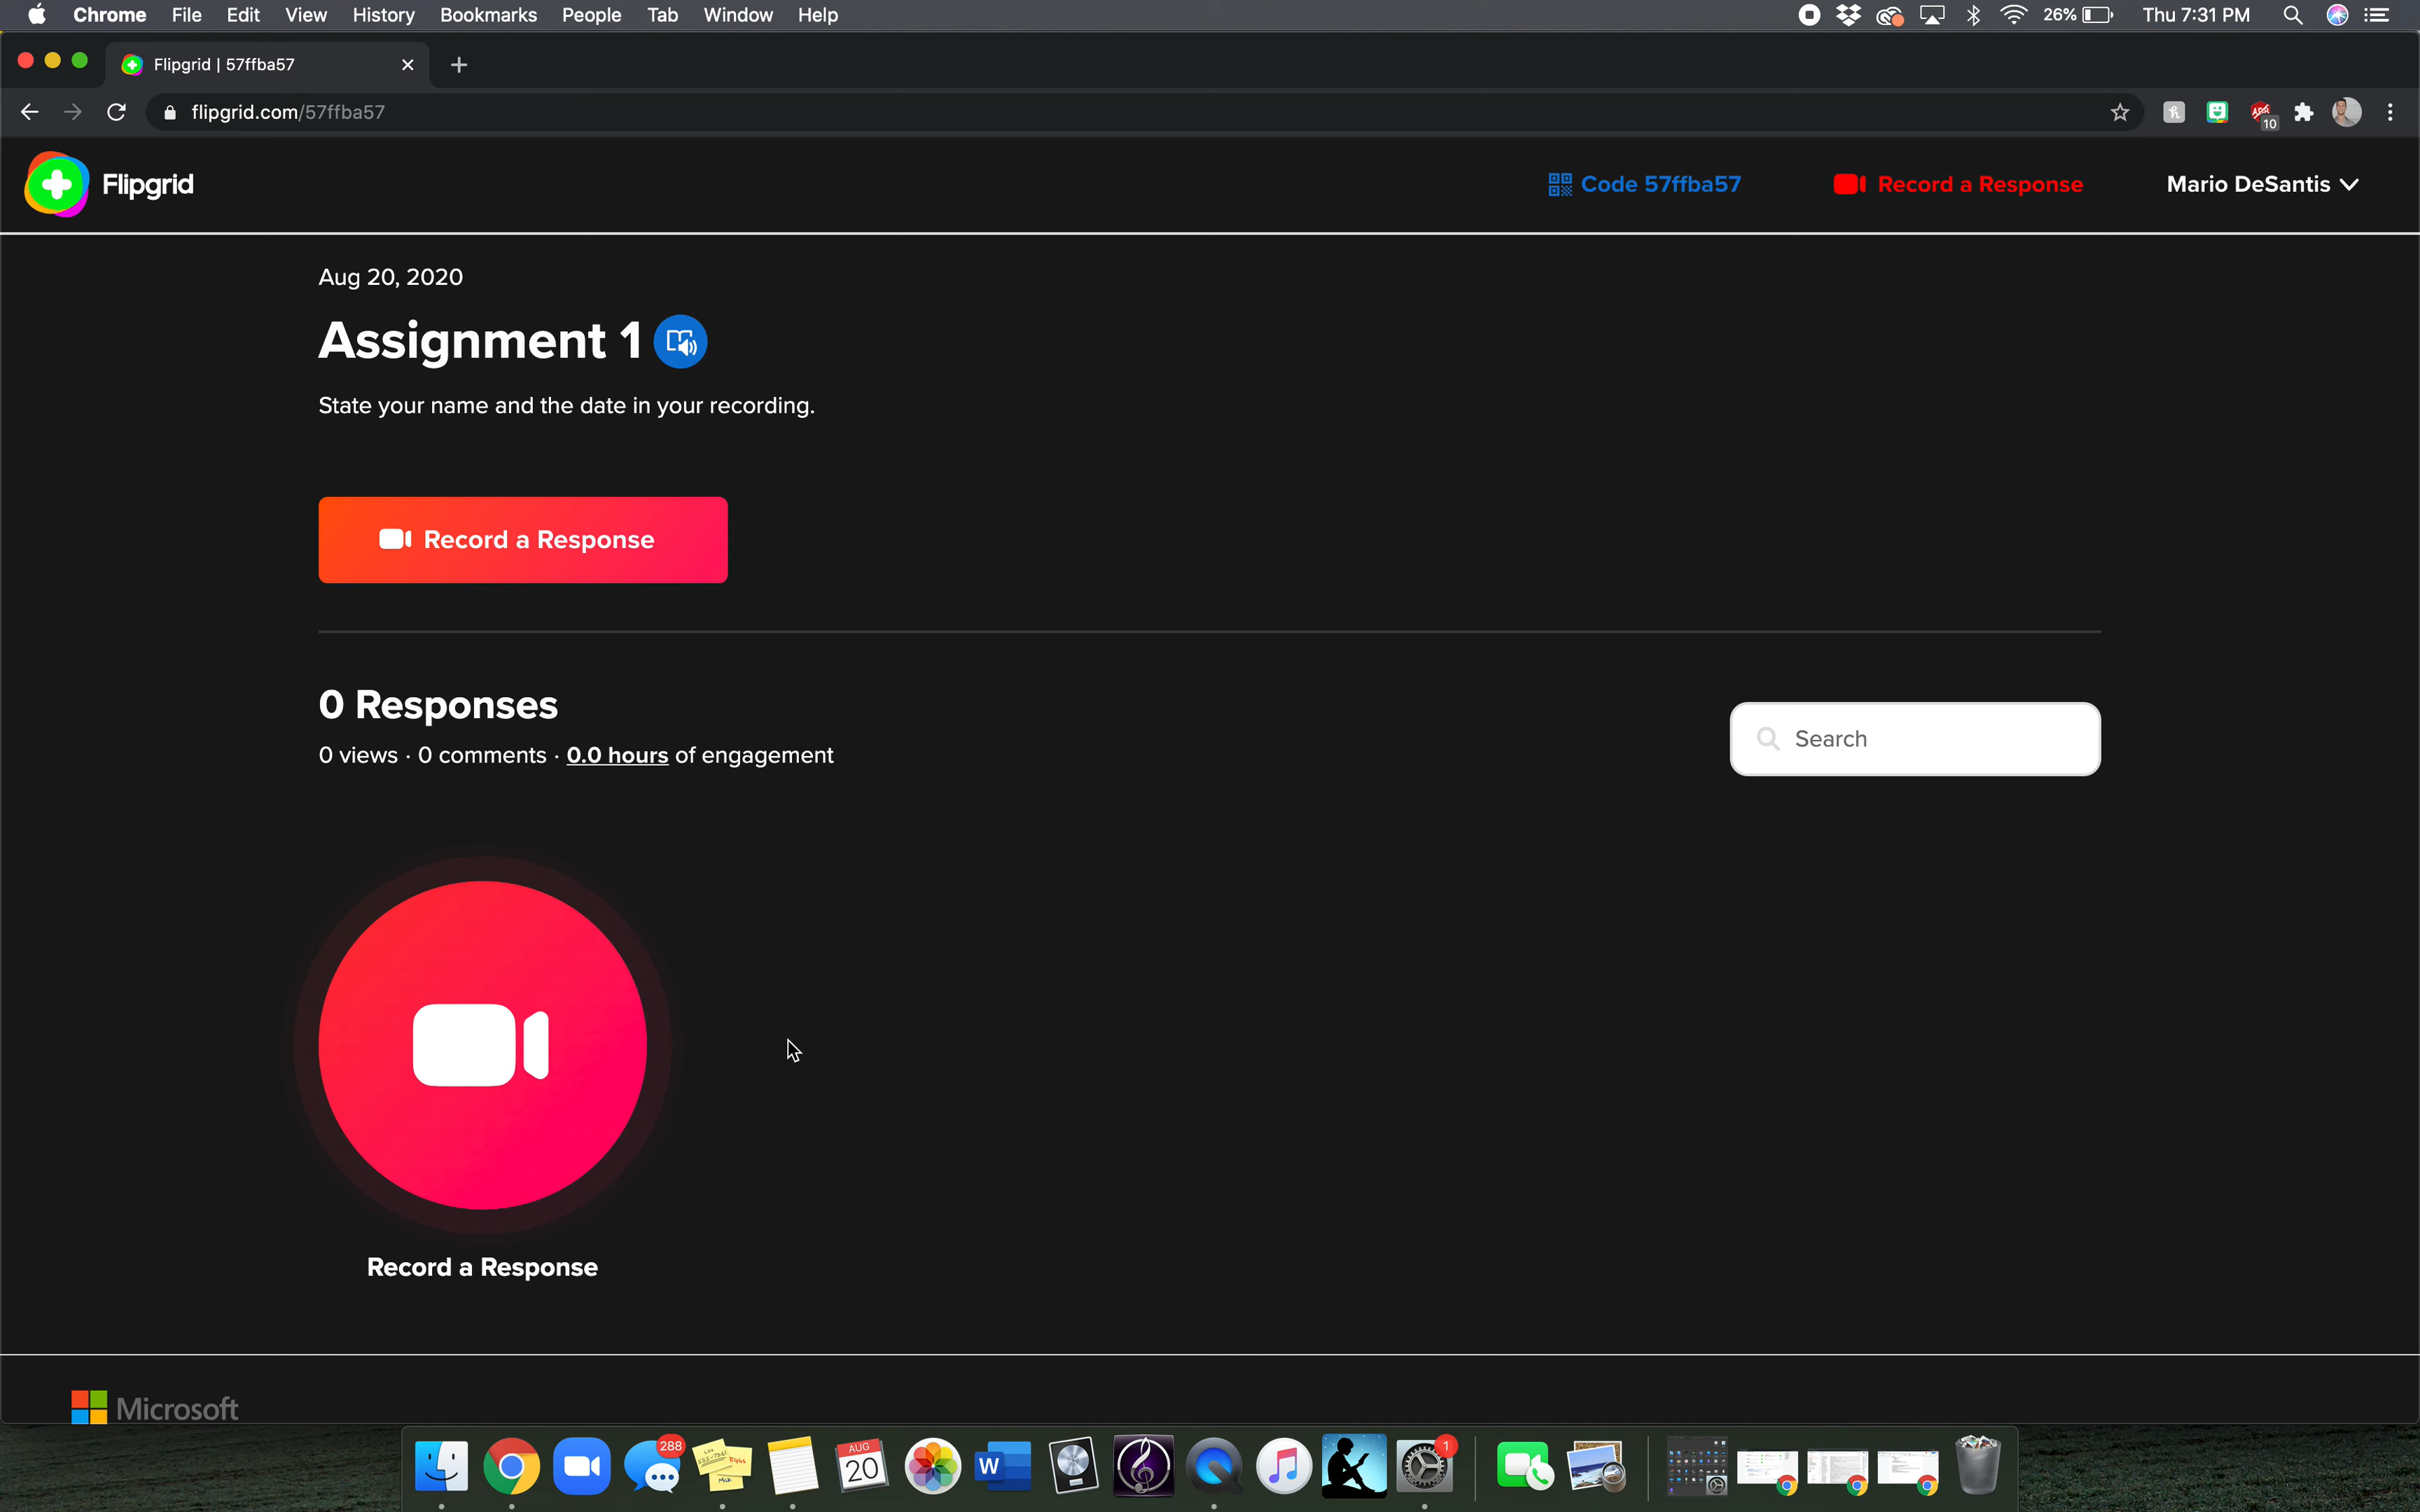 Chrome File Edit View History Bookmarks People Tab Window Help 26% Thu 7:31 PM
Flipgrid | 57ffba57
flipgrid.com/57ffba57 10
Flipgrid Code 57ffba57 Record a Response Mario DeSantis
Aug 20, 2020
Assignment 1
State your name and the date in your recording.
Record a Response
0 Responses
0 views · 0 comments · 0.0 hours of engagement
Search
Record a Response
Microsoft
288 AUG 20 W 1